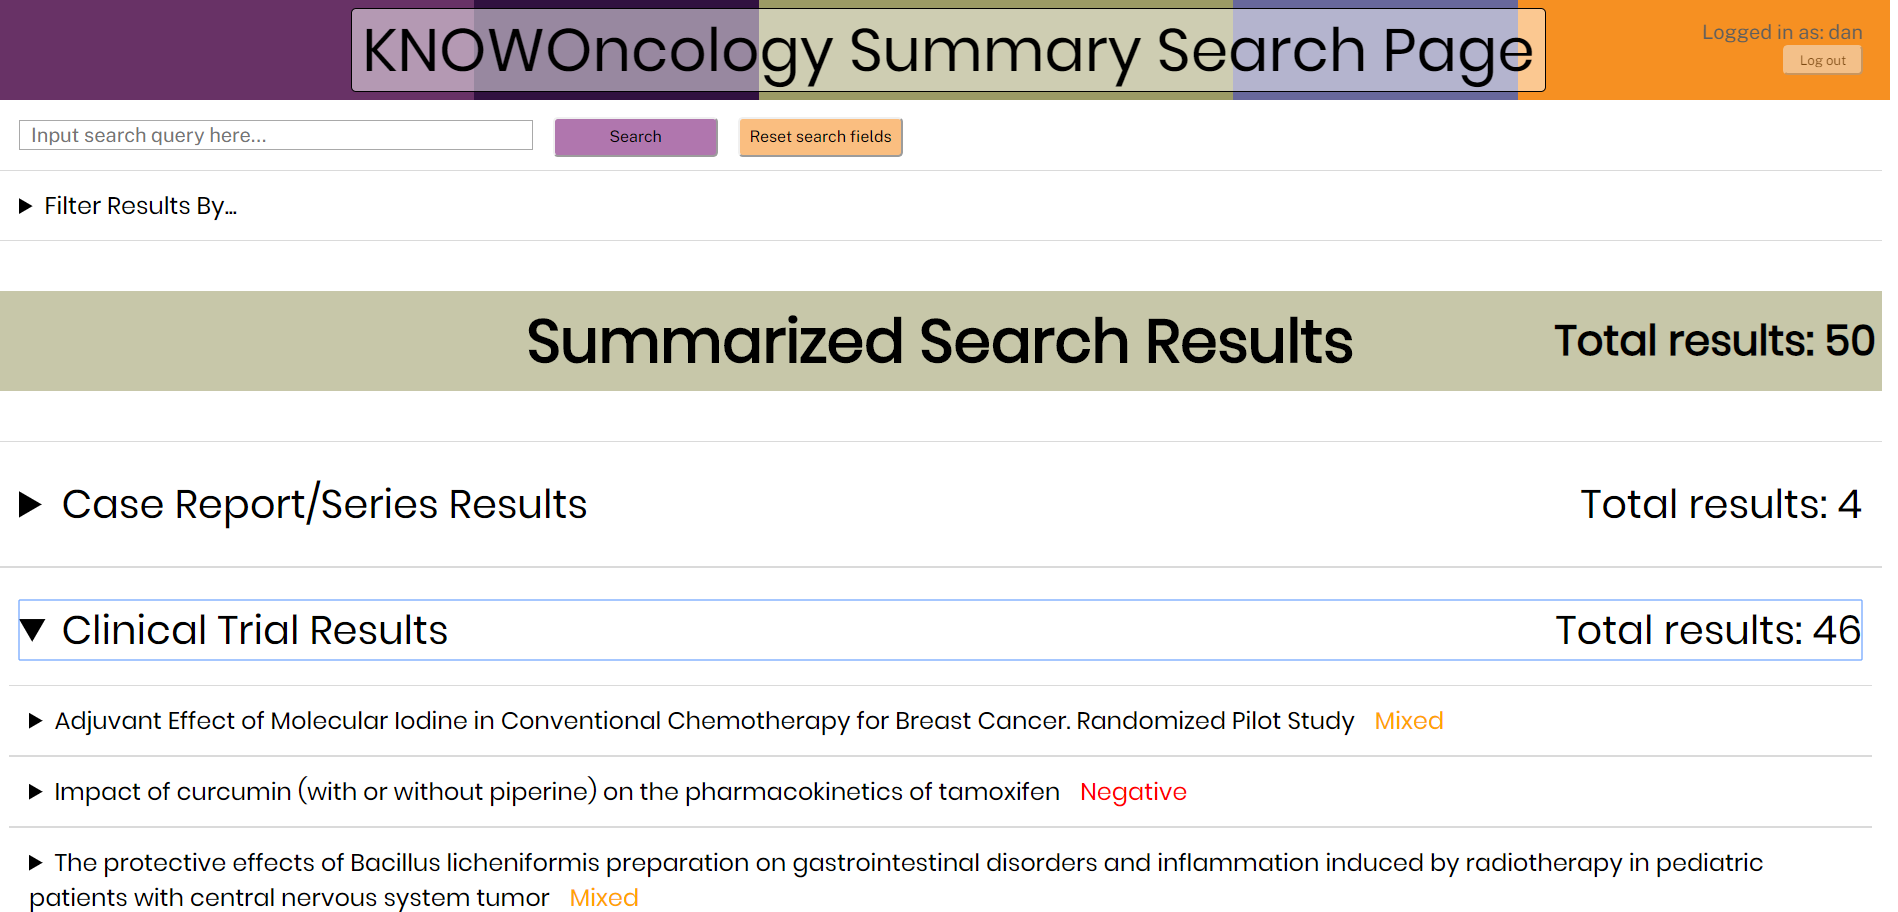 KNOWOncology Summary Search Page
Logged in as: dan
Log out
Input search query here...
Search
Reset search fields
Filter Results By...
Summarized Search Results
Total results: 50
Case Report/Series Results
Total results: 4
Clinical Trial Results
Total results: 46
Adjuvant Effect of Molecular Iodine in Conventional Chemotherapy for Breast Cancer. Randomized Pilot Study Mixed
Impact of curcumin (with or without piperine) on the pharmacokinetics of tamoxifen Negative
The protective effects of Bacillus licheniformis preparation on gastrointestinal disorders and inflammation induced by radiotherapy in pediatric
patients with central nervous system tumor Mixed